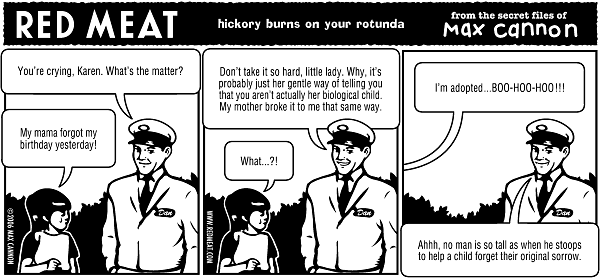 RED MEAT
hickory burns on your rotunda
from the secret files of
Max cannon
You're crying, Karen. What's the matter?
My mama forgot my
birthday yesterday!
Dan
©2006 MAX CANNON
Don't take it so hard, little lady. Why, it's
probably just her gentle way of telling you
that you aren't actually her biological child.
My mother broke it to me that same way.
What...?!
Dan
WWW.REDMEAT.COM
I'm adopted...BOO-HOO-HOO!!!
Dan
Ahhh, no man is so tall as when he stoops
to help a child forget their original sorrow.